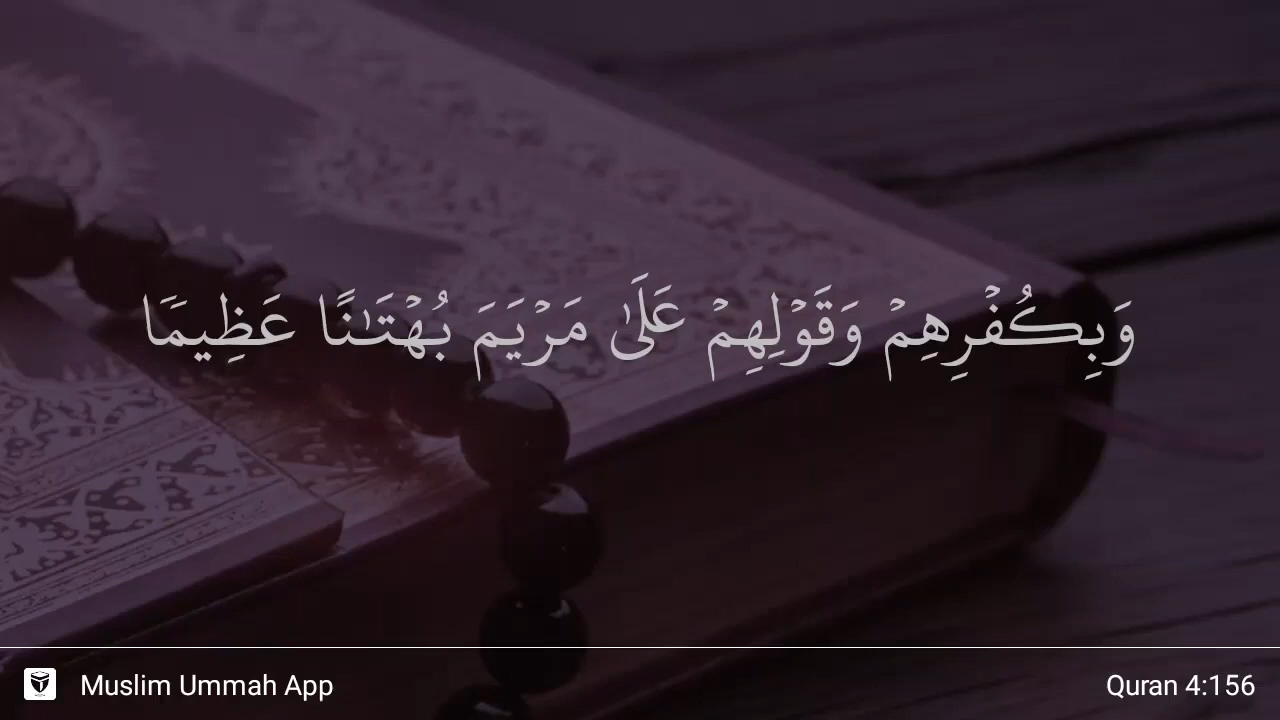 وَبِكُفْرِهِمْ وَقَوْلِهِمْ عَلَىٰ مَرْيَمَ بُهْتَـٰنًا عَظِيمًا
Muslim Ummah App
Quran 4:156